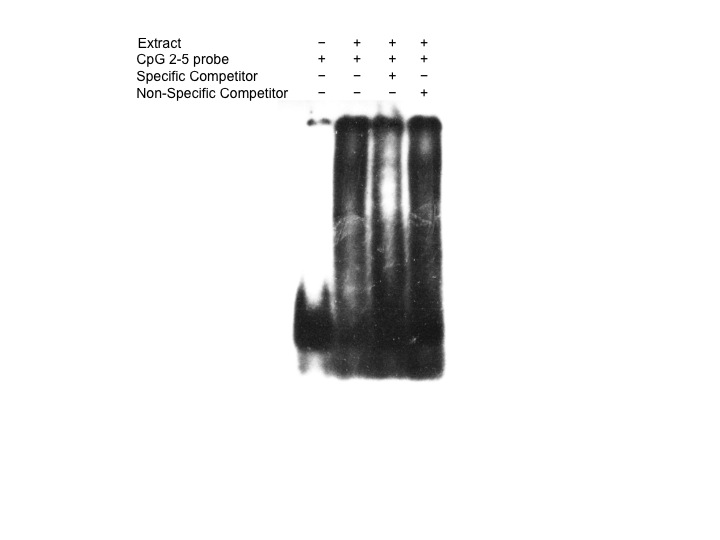 Extract − + + +
CpG 2-5 probe + + + +
Specific Competitor − − + −
Non-Specific Competitor − − − +